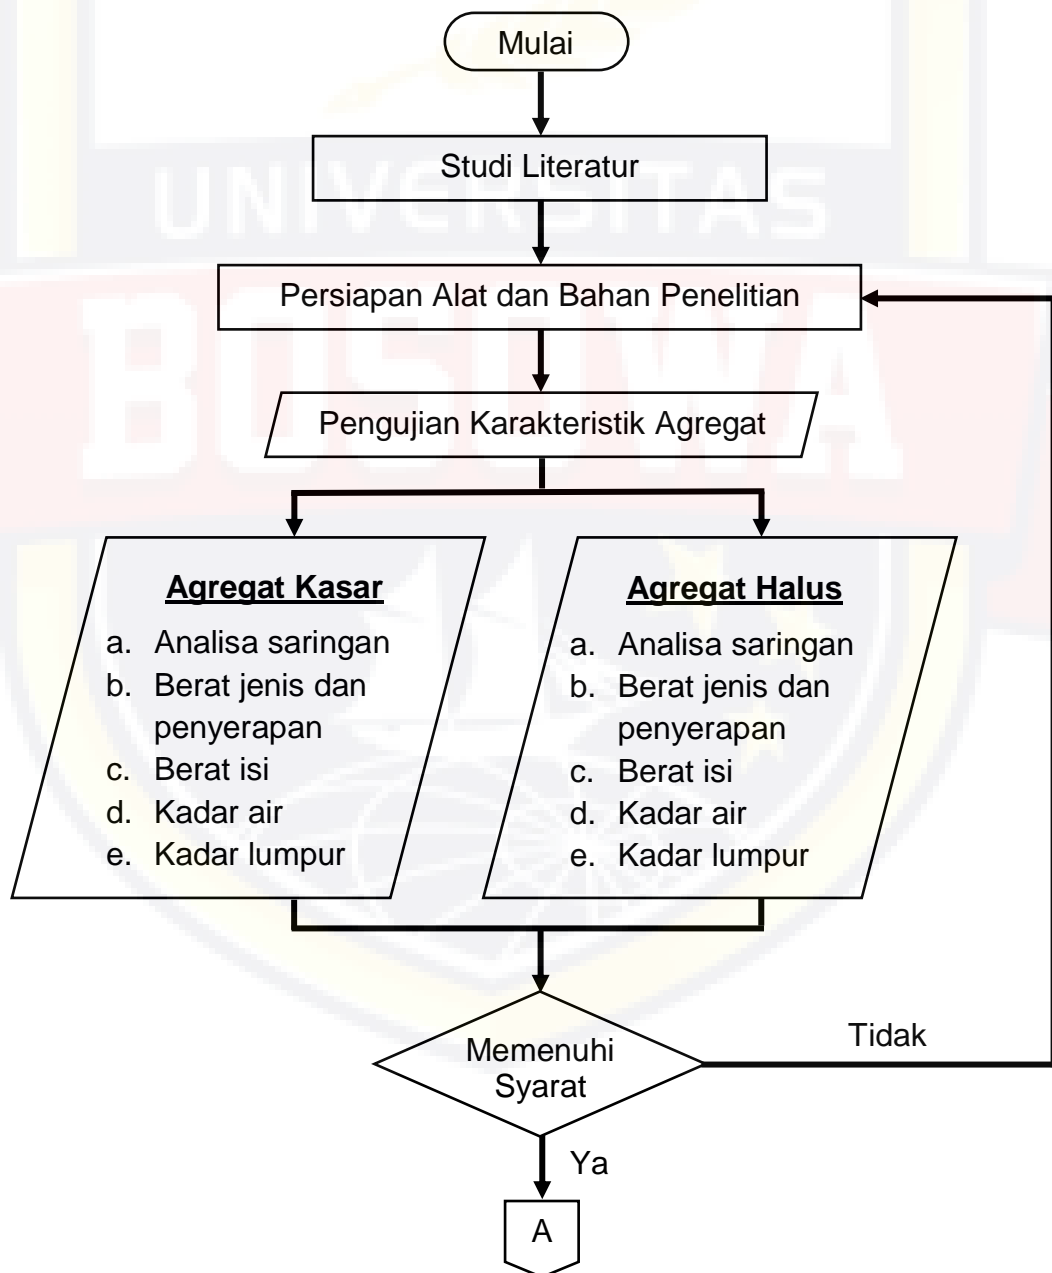 Mulai
Studi Literatur
UNIVERSITAS
Persiapan Alat dan Bahan Penelitian
BOSOWA
Pengujian Karakteristik Agregat
Agregat Kasar
a. Analisa saringan
b. Berat jenis dan
penyerapan
c. Berat isi
d. Kadar air
e. Kadar lumpur
Agregat Halus
a. Analisa saringan
b. Berat jenis dan
penyerapan
c. Berat isi
d. Kadar air
e. Kadar lumpur
Memenuhi
Syarat
Tidak
Ya
A